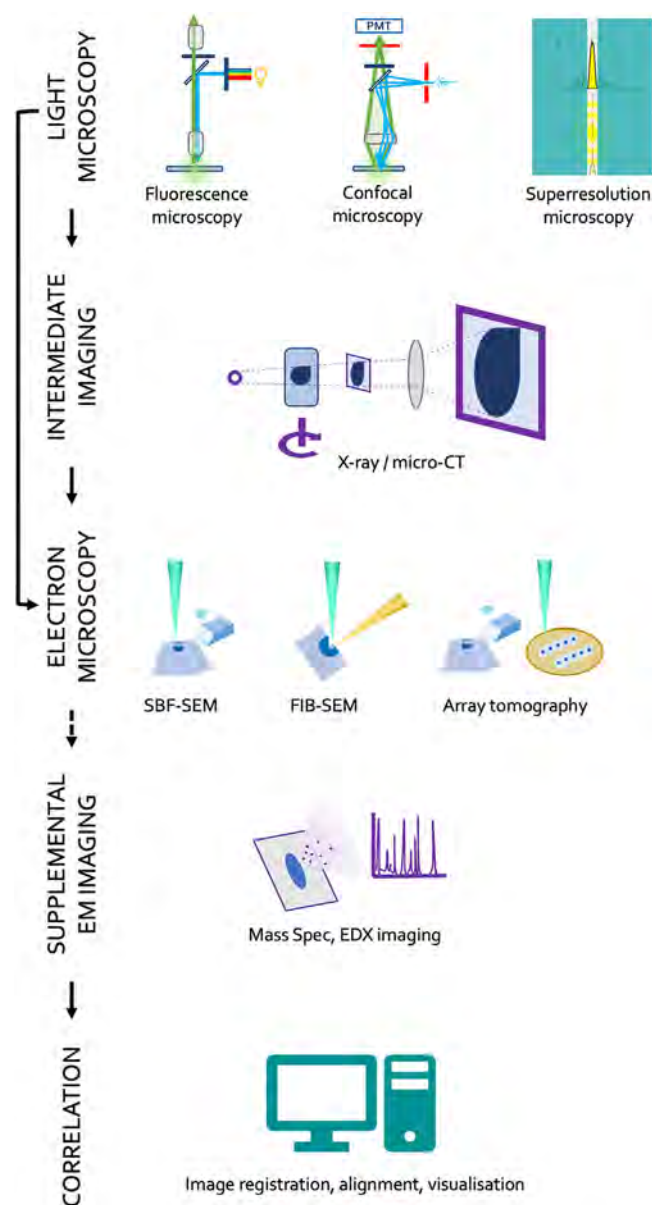 PMT
LIGHT
MICROSCOPY
Fluorescence
microscopy
Confocal
microscopy
Superresolution
microscopy
INTERMEDIATE
IMAGING
X-ray / micro-CT
ELECTRON
MICROSCOPY
SBF-SEM
FIB-SEM
Array tomography
SUPPLEMENTAL
EM IMAGING
Mass Spec, EDX imaging
CORRELATION
Image registration, alignment, visualisation